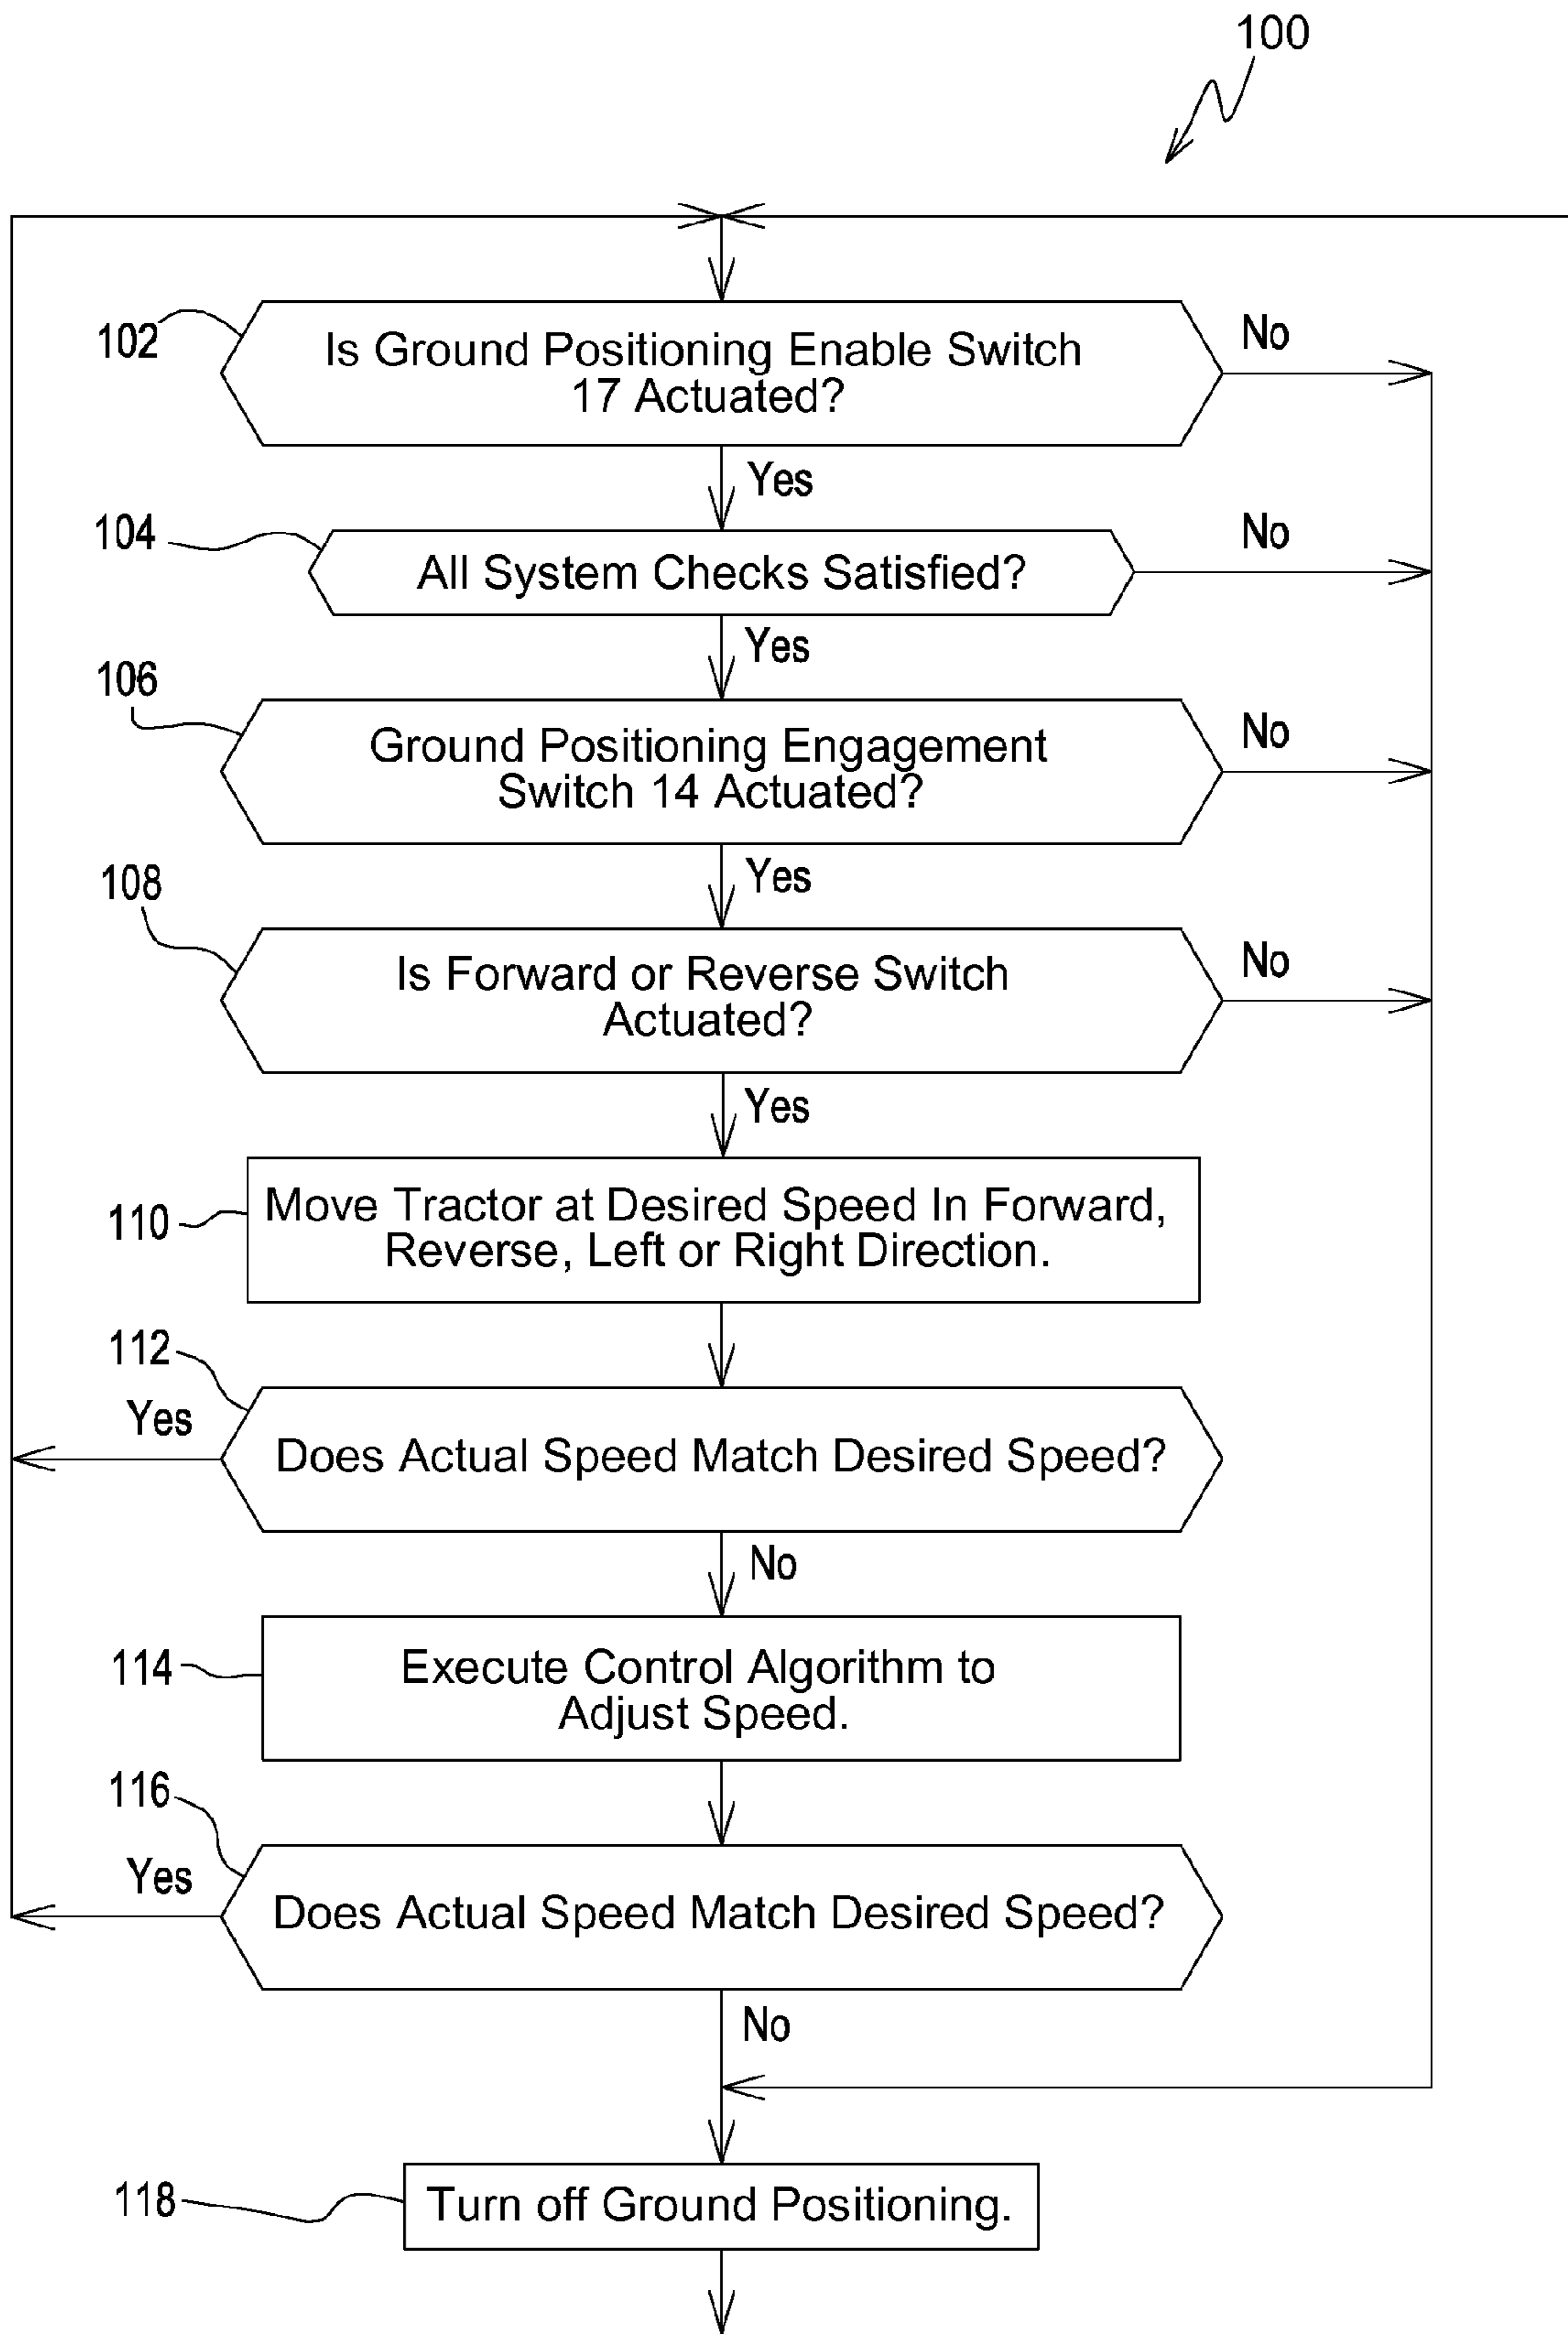 100
102
Is Ground Positioning Enable Switch
17 Actuated?
No
Yes
104
All System Checks Satisfied?
No
Yes
106
Ground Positioning Engagement
Switch 14 Actuated?
No
Yes
108
Is Forward or Reverse Switch
Actuated?
No
Yes
110
Move Tractor at Desired Speed In Forward,
Reverse, Left or Right Direction.
112
Yes
Does Actual Speed Match Desired Speed?
No
114
Execute Control Algorithm to
Adjust Speed.
116
Yes
Does Actual Speed Match Desired Speed?
No
118
Turn off Ground Positioning.